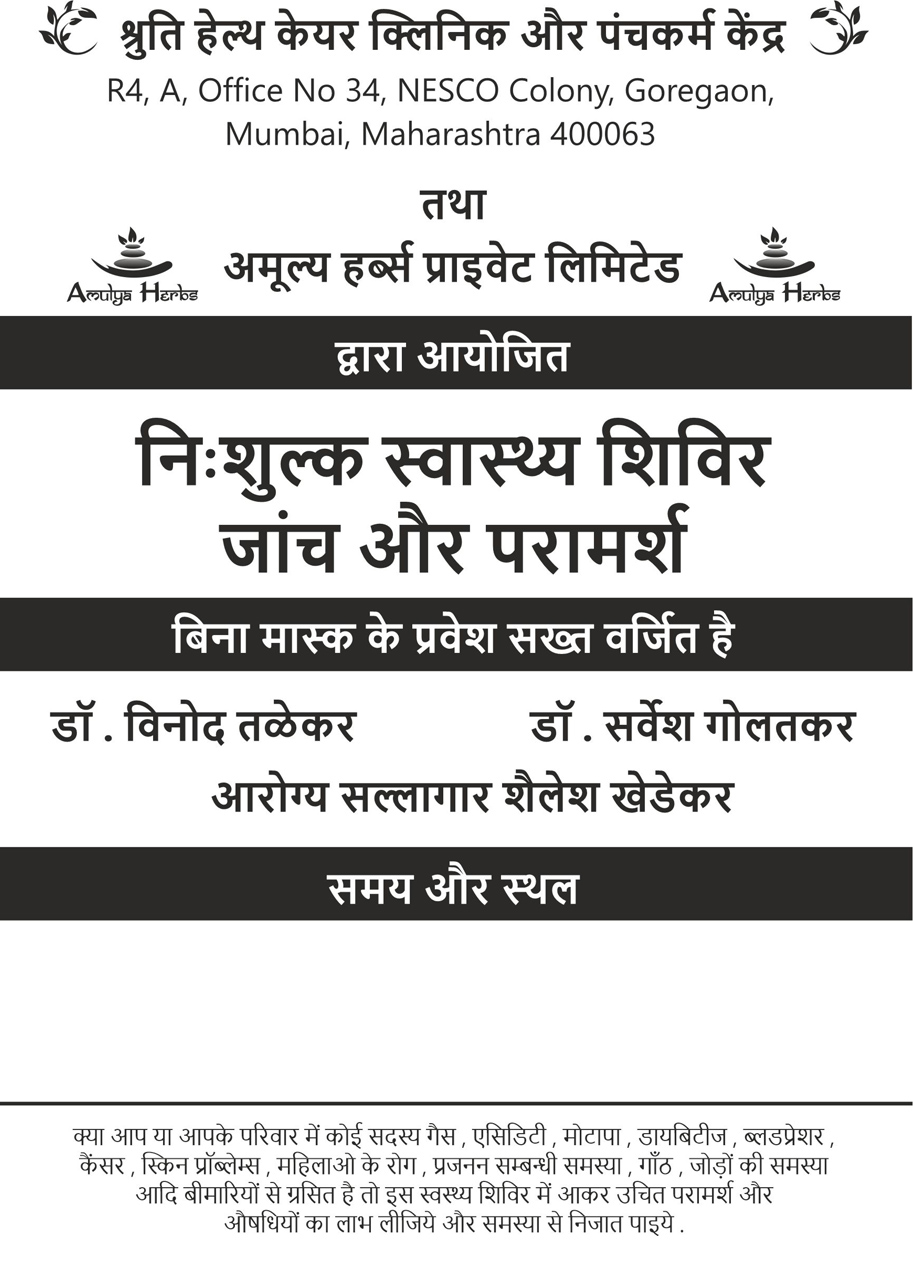 श्रुति हेल्थ केयर क्लिनिक और पंचकर्म केंद्र
R4, A, Office No 34, NESCO Colony, Goregaon,
Mumbai, Maharashtra 400063
तथा
अमूल्य हर्ब्स प्राइवेट लिमिटेड
Amulya Herbs
Amulya Herbs
द्वारा आयोजित
निःशुल्क स्वास्थ्य शिविर
जांच और परामर्श
बिना मास्क के प्रवेश सख्त वर्जित है
डॉ . विनोद तळेकर डॉ . सर्वेश गोलतकर
आरोग्य सल्लागार शैलेश खेडेकर
समय और स्थल
क्या आप या आपके परिवार में कोई सदस्य गैस , एसिडिटी , मोटापा , डायबिटीज , ब्लडप्रेशर ,
कैंसर , स्किन प्रॉब्लेम्स , महिलाओ के रोग , प्रजनन सम्बन्धी समस्या , गाँठ , जोड़ों की समस्या
आदि बीमारियों से ग्रसित है तो इस स्वस्थ्य शिविर में आकर उचित परामर्श और
औषधियों का लाभ लीजिये और समस्या से निजात पाइये .